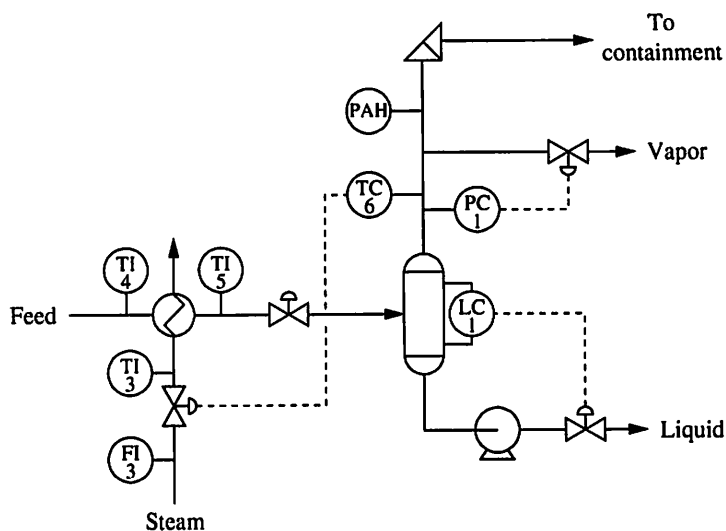 To
containment
PAH
Vapor
TC
6
PC
1
TI
4
TI
5
Feed
LC
1
TI
3
Liquid
FI
3
Steam